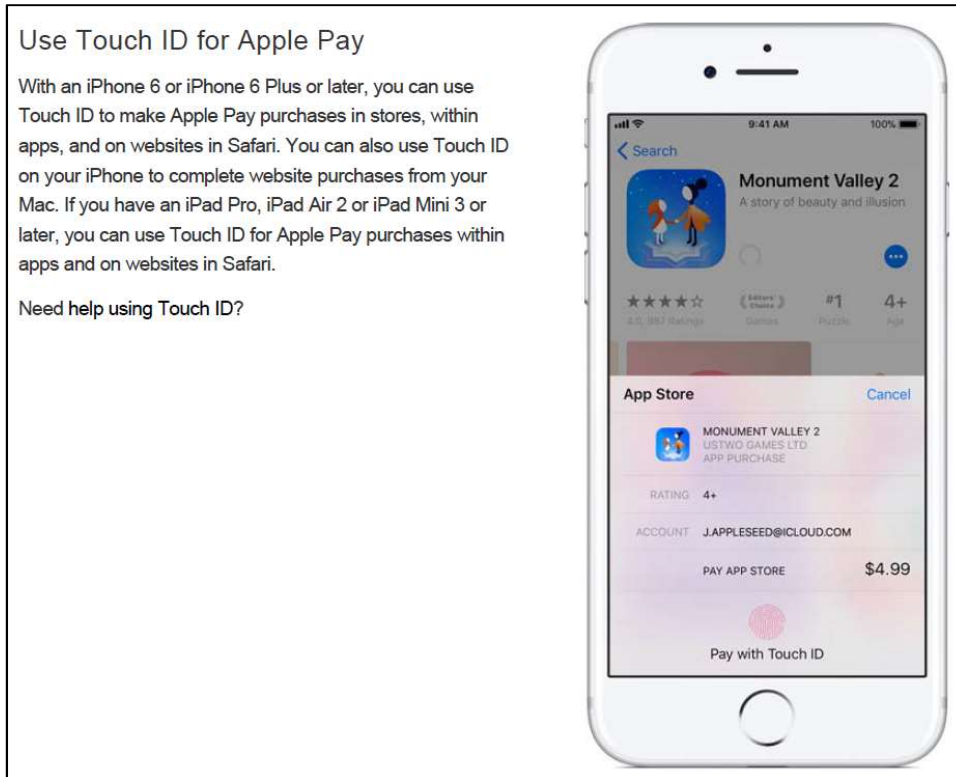 Use Touch ID for Apple Pay
With an iPhone 6 or iPhone 6 Plus or later, you can use
Touch ID to make Apple Pay purchases in stores, within
apps, and on websites in Safari. You can also use Touch ID
on your iPhone to complete website purchases from your
Mac. If you have an iPad Pro, iPad Air 2 or iPad Mini 3 or
later, you can use Touch ID for Apple Pay purchases within
apps and on websites in Safari.
Need help using Touch ID?
9:41 AM 100%
Search
Monument Valley 2
A story of beauty and illusion
Editors' Choice #1 4+
Ratings Games Puzzle Age
App Store Cancel
MONUMENT VALLEY 2
USTWO GAMES LTD
APP PURCHASE
RATING 4+
ACCOUNT J.APPLESEED@ICLOUD.COM
PAY APP STORE $4.99
Pay with Touch ID